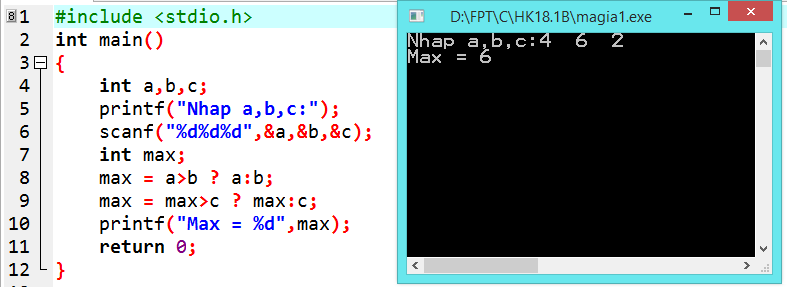 1 #include <stdio.h>
2 int main()
3 {
4 int a,b,c;
5 printf("Nhap a,b,c:");
6 scanf("%d%d%d",&a,&b,&c);
7 int max;
8 max = a>b ? a:b;
9 max = max>c ? max:c;
10 printf("Max = %d",max);
11 return 0;
12 }
D:\FPT\C\HK18.1B\magia1.exe
Nhap a,b,c:4 6 2
Max = 6